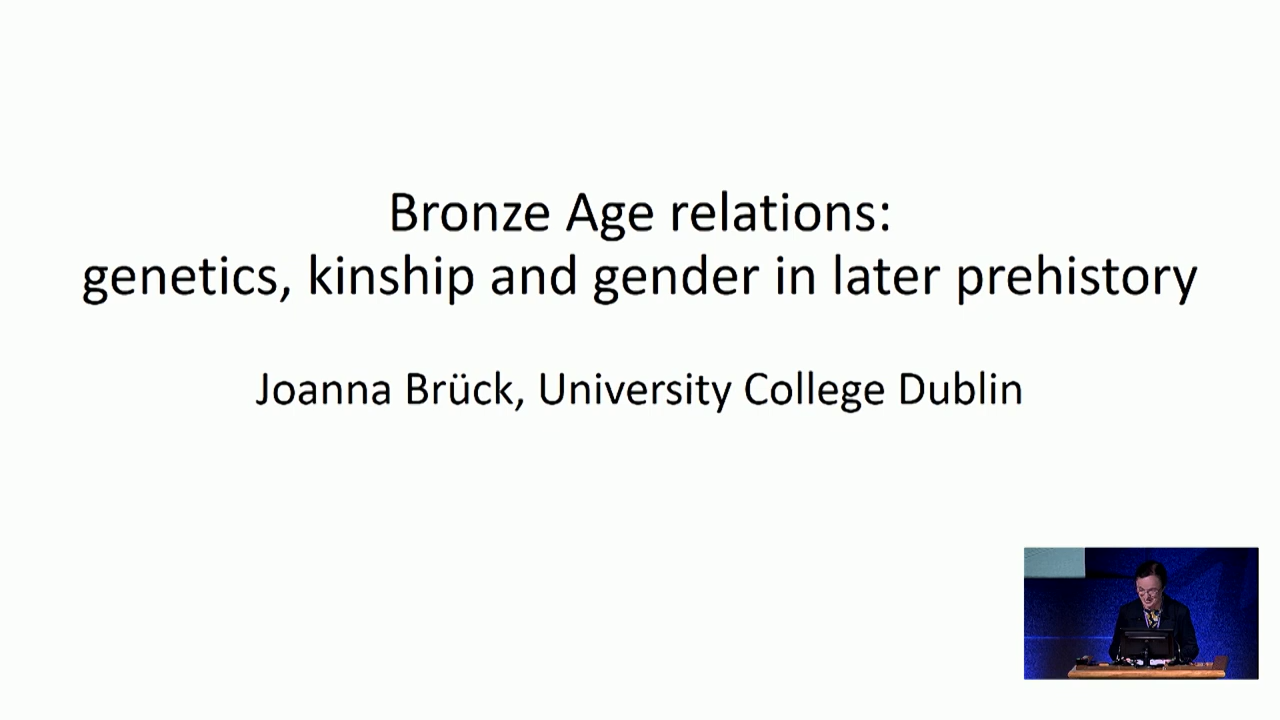 Bronze Age relations:
genetics, kinship and gender in later prehistory
Joanna Brück, University College Dublin